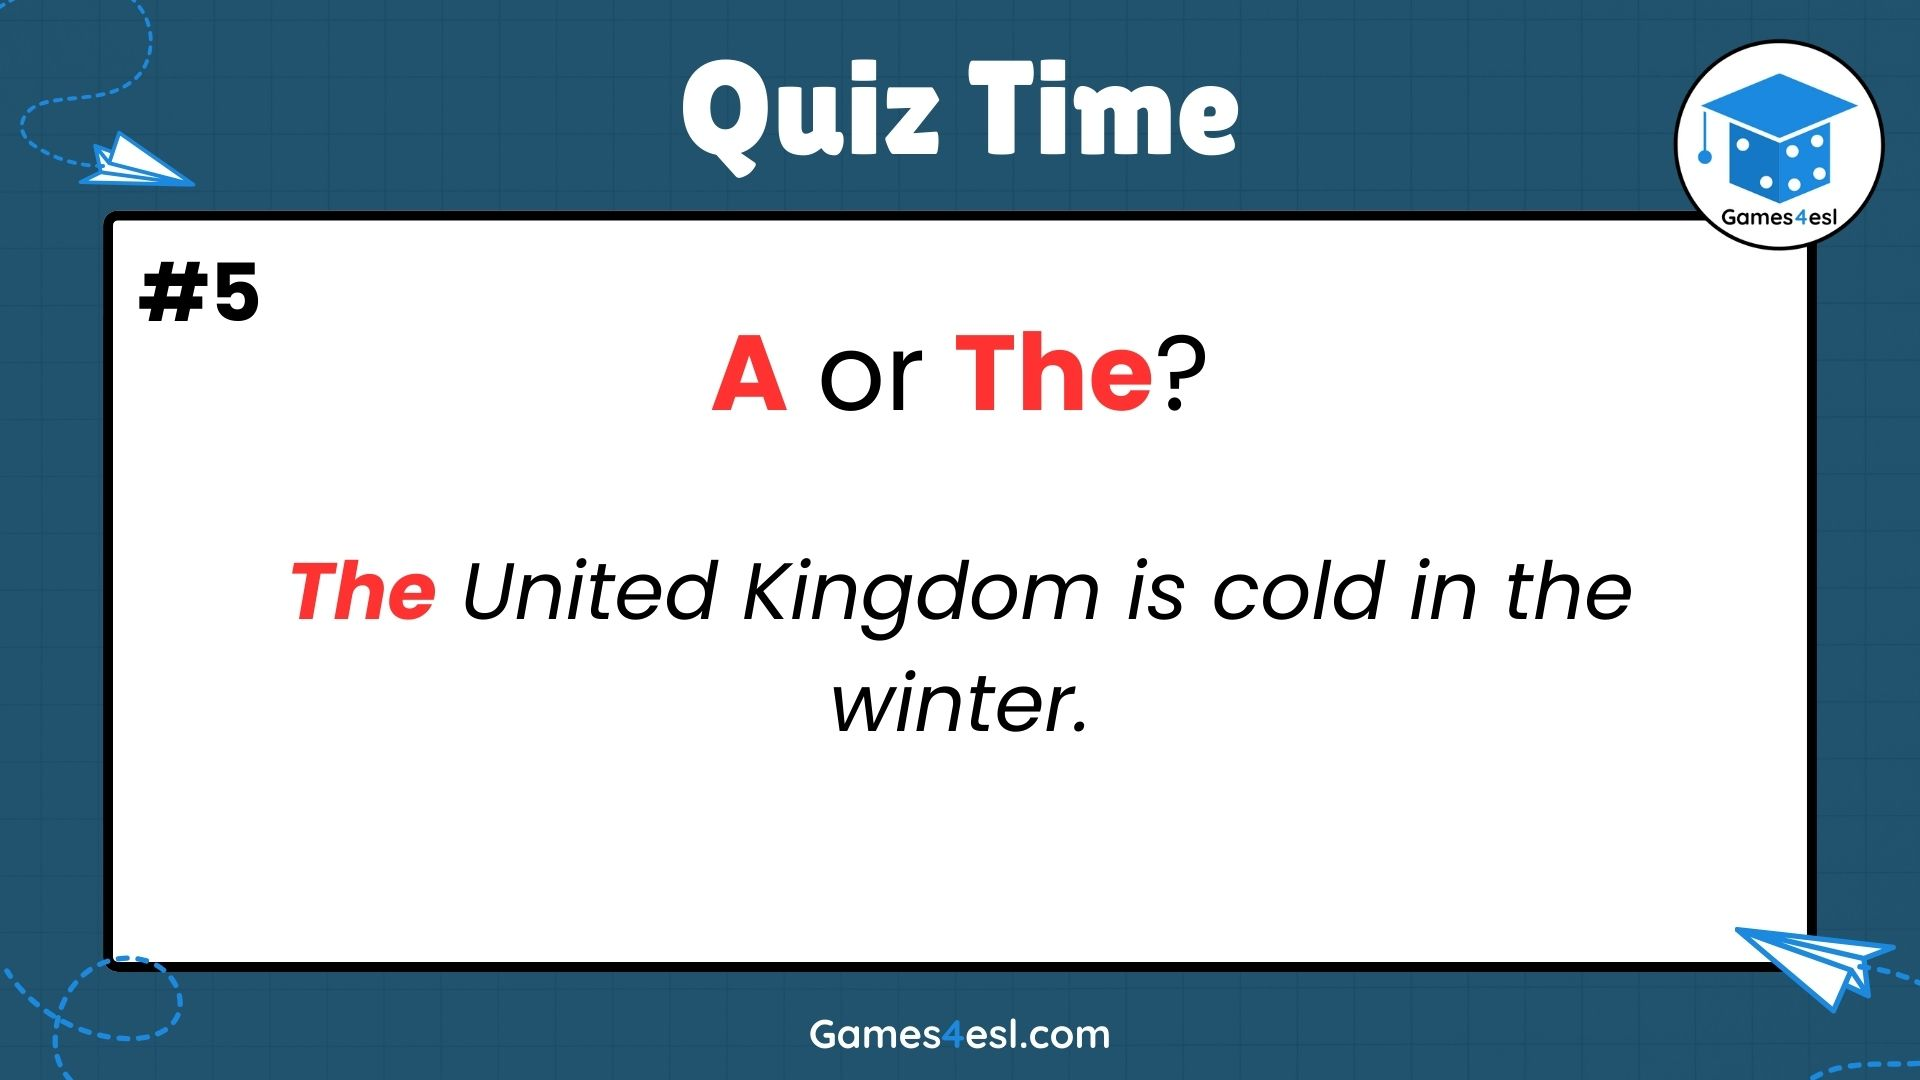 Quiz Time
Games4esl
#5
A or The?
The United Kingdom is cold in the
winter.
Games4esl.com